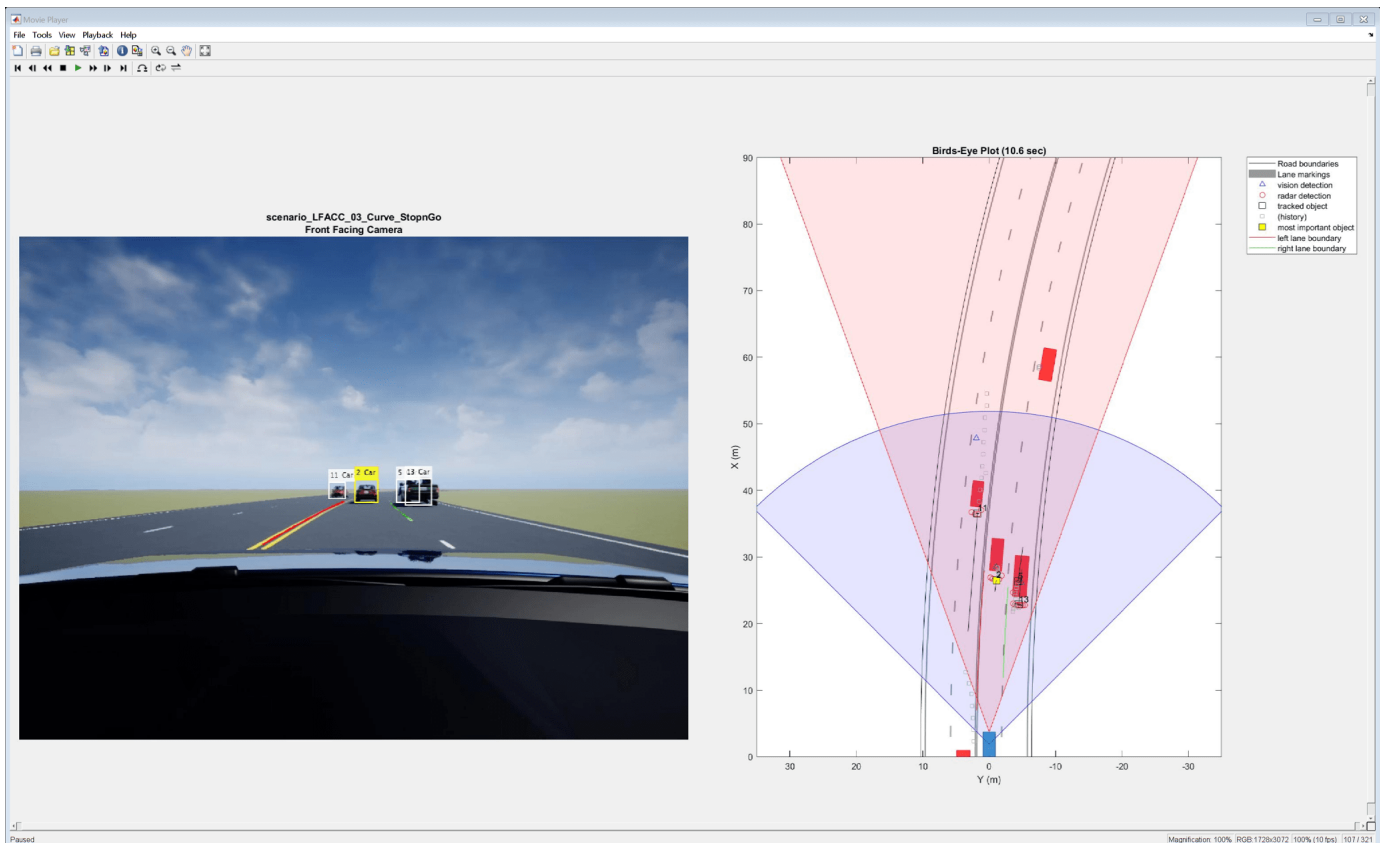 Movie Player
File Tools View Playback Help
scenario_LFACC_03_Curve_StopnGo
Front Facing Camera
11 Car
2 Car
5
13 Car
Birds-Eye Plot (10.6 sec)
90
80
70
60
50
40
30
20
10
0
X (m)
11
2
13
30
20
10
0
-10
-20
-30
Y (m)
Road boundaries
Lane markings
vision detection
radar detection
tracked object
(history)
most important object
left lane boundary
right lane boundary
Paused
Magnification: 100%
RGB:1728x3072
100% (10 fps)
107 / 321